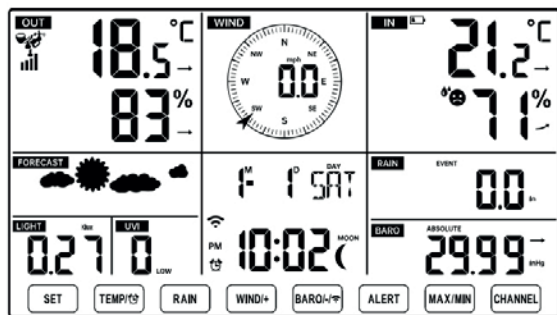 OUT
18.5 °C
83%
WIND
N
NW NE
mph
W 0.0 E
SW SE
S
IN
21.2 °C
71%
FORECAST
M D DAY
1- 1 SAT
RAIN EVENT
0.0 in
LIGHT klux
0.27
UVI
0 LOW
PM 10:02 MOON
BARO ABSOLUTE
29.99 inHg
SET TEMP/ RAIN WIND/+ BARO/-/ ALERT MAX/MIN CHANNEL